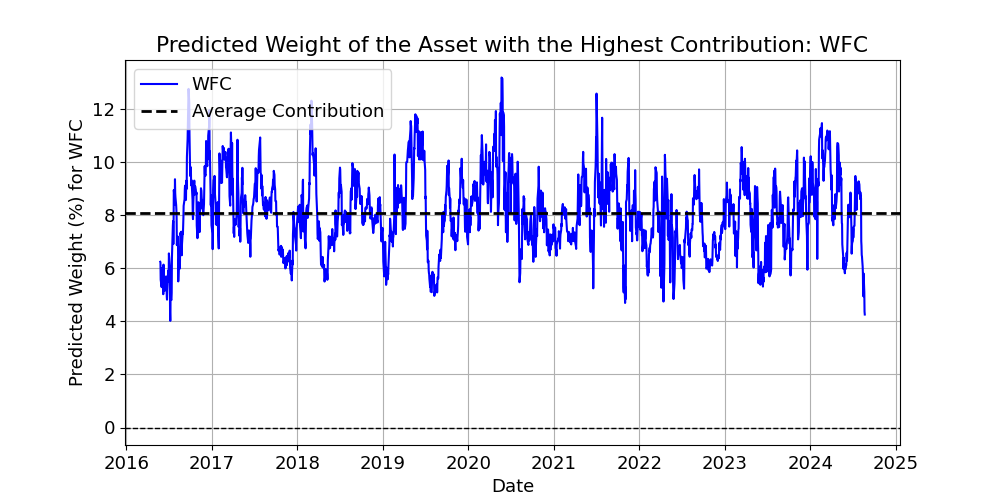 Predicted Weight of the Asset with the Highest Contribution: WFC
WFC
Average Contribution
Predicted Weight (%) for WFC
12
10
8
6
4
2
0
2016 2017 2018 2019 2020 2021 2022 2023 2024 2025
Date